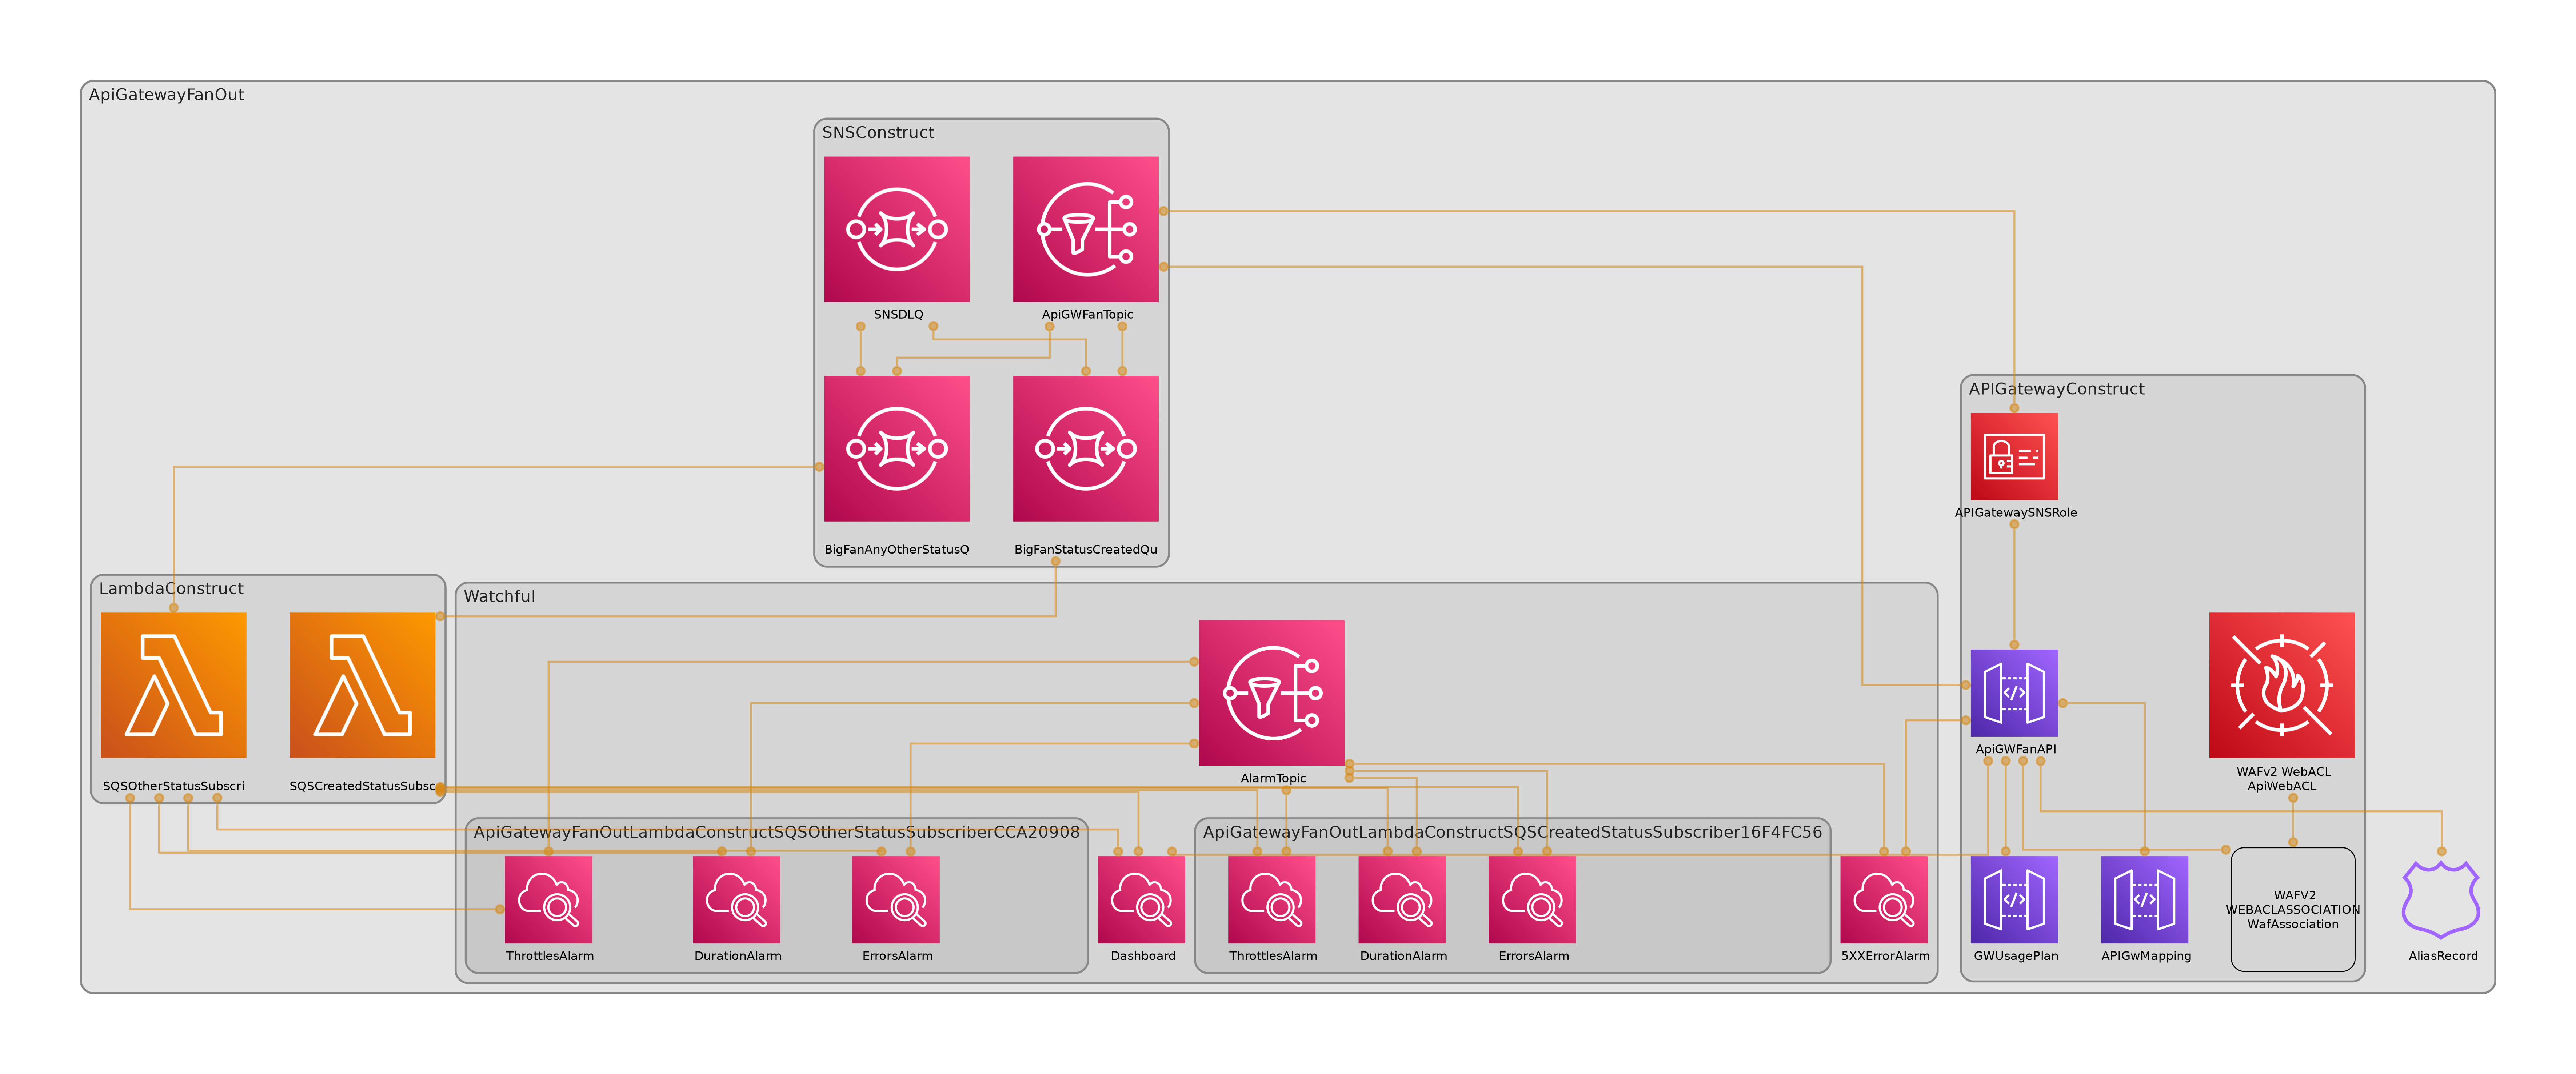 ApiGatewayFanOut
SNSConstruct
SNSDLQ
ApiGWFanTopic
APIGatewayConstruct
APIGatewaySNSRole
BigFanAnyOtherStatusQ
BigFanStatusCreatedQu
LambdaConstruct
Watchful
SQSOtherStatusSubscri
SQSCreatedStatusSubsc
AlarmTopic
ApiGWFanAPI
WAFv2 WebACL
ApiWebACL
ApiGatewayFanOutLambdaConstructSQSOtherStatusSubscriberCCA20908
ApiGatewayFanOutLambdaConstructSQSCreatedStatusSubscriber16F4FC56
ThrottlesAlarm
DurationAlarm
ErrorsAlarm
Dashboard
ThrottlesAlarm
DurationAlarm
ErrorsAlarm
5XXErrorAlarm
GWUsagePlan
APIGwMapping
WAFV2
WEBACLASSOCIATION
WafAssociation
AliasRecord